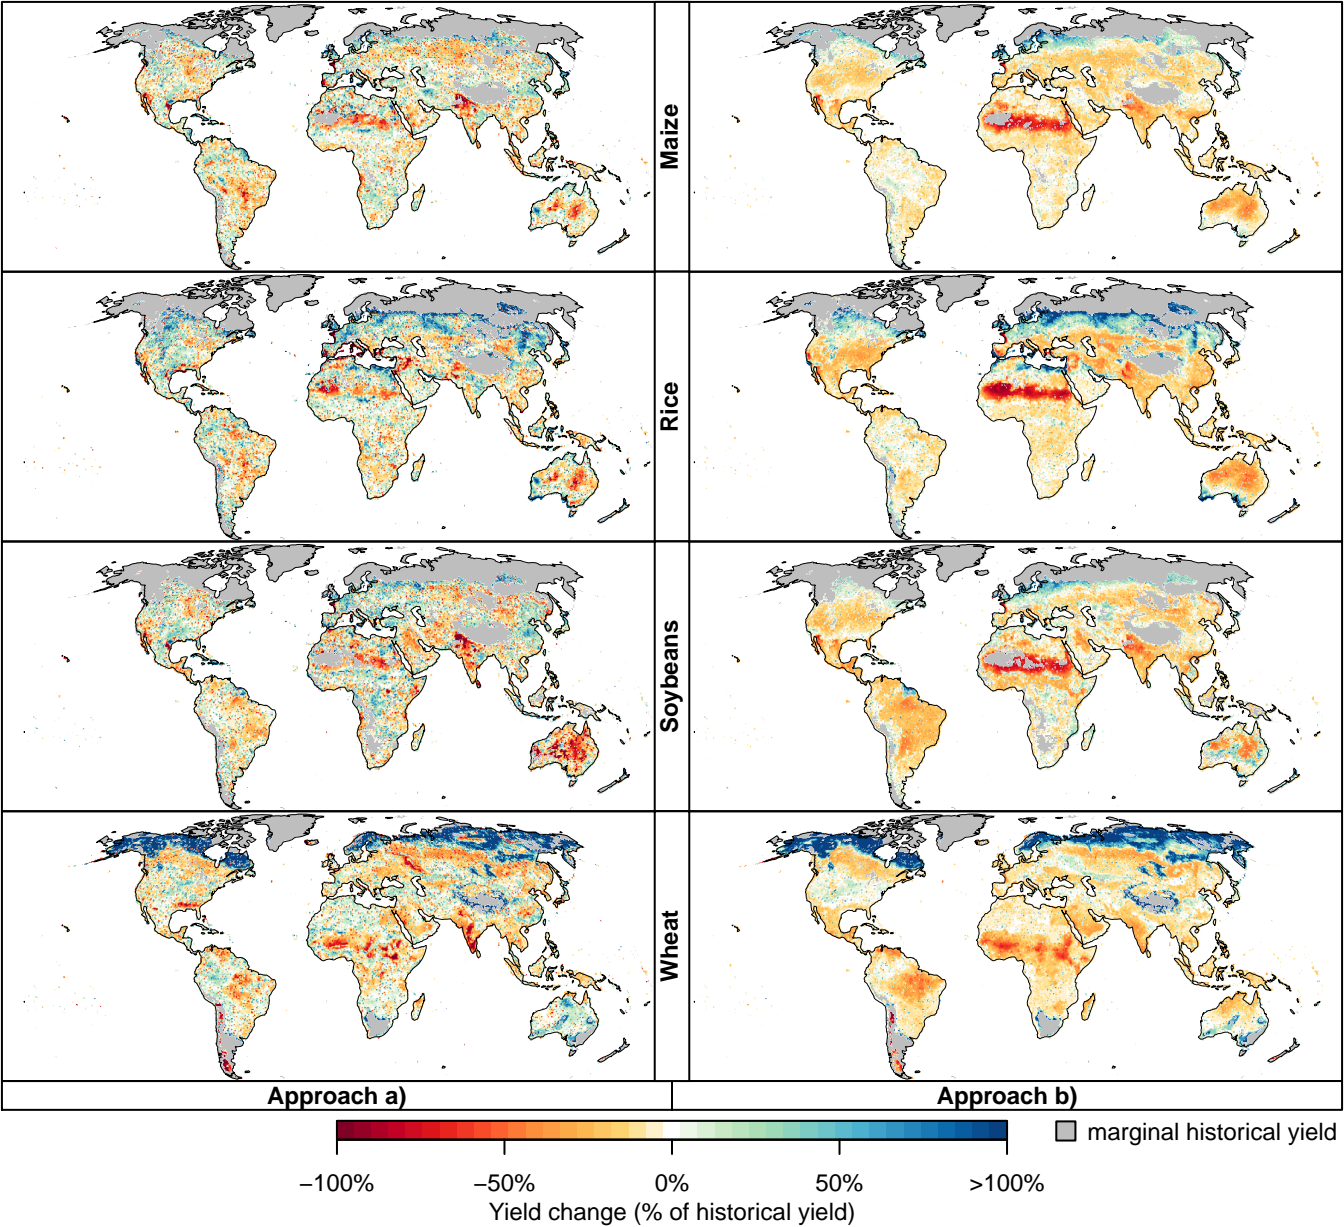 Maize
Rice
Soybeans
Wheat
Approach a)
Approach b)
marginal historical yield
−100%
−50%
0%
50%
>100%
Yield change (% of historical yield)